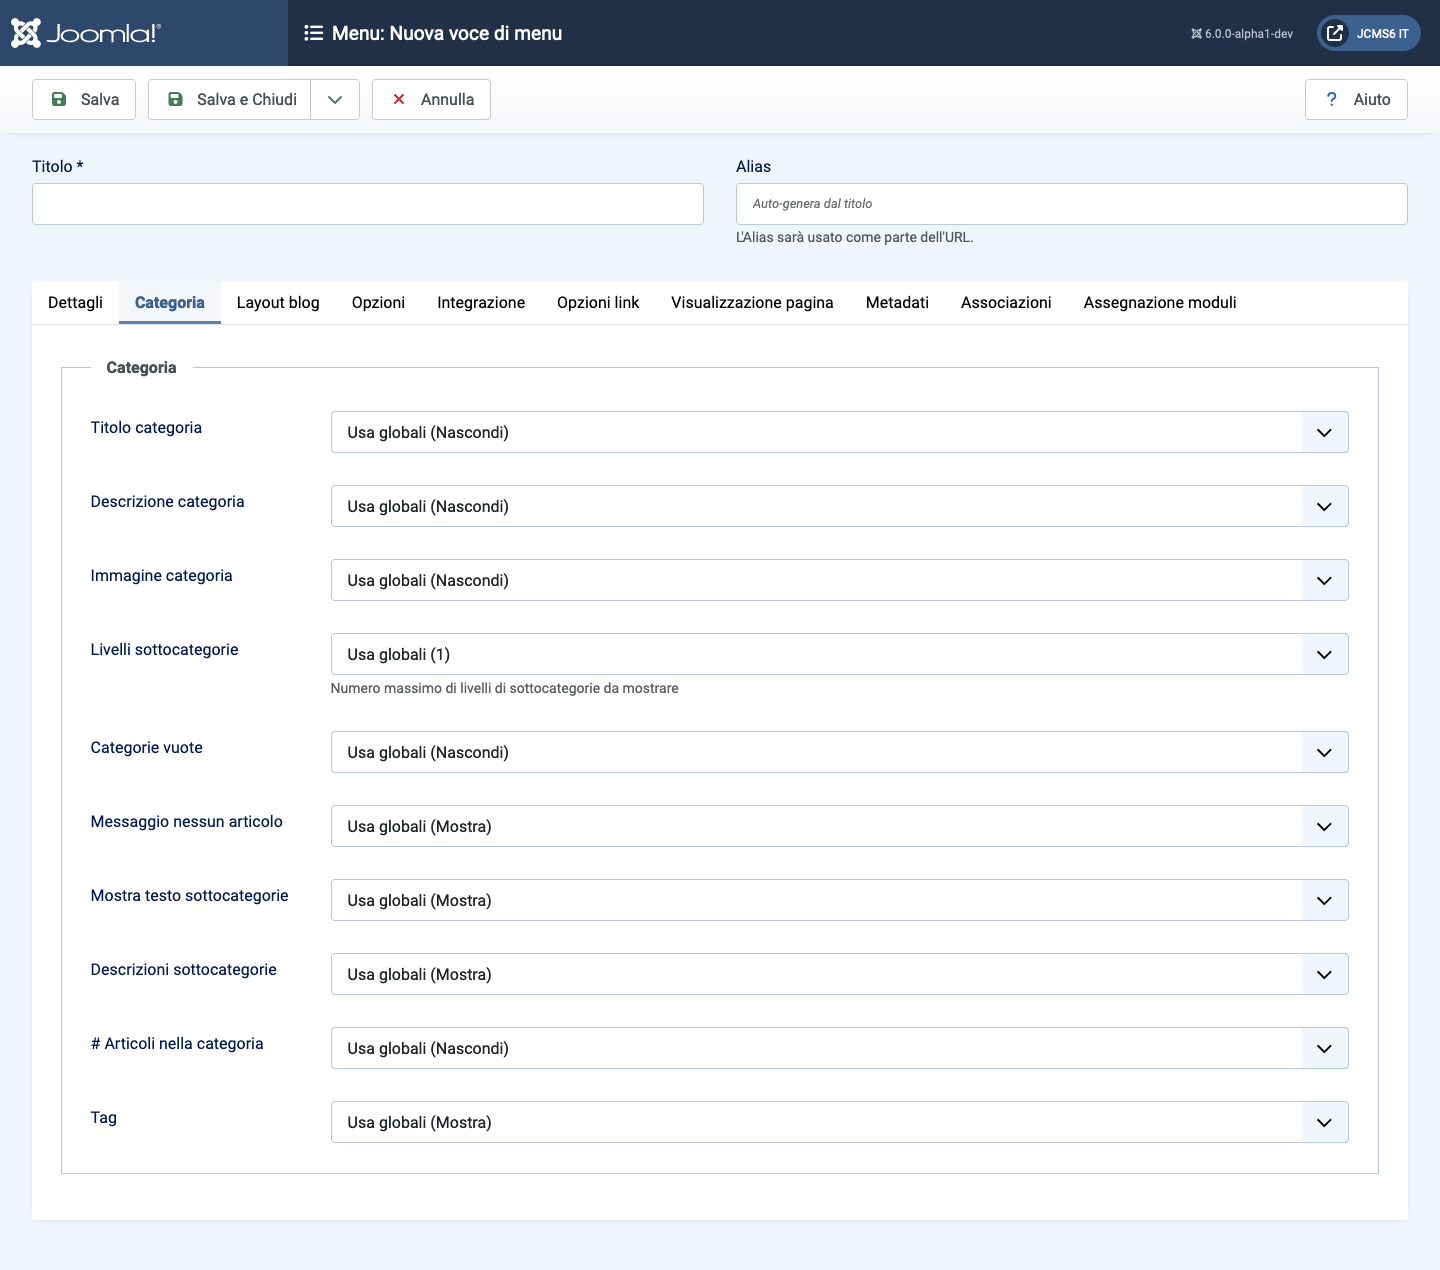 Joomla!®
Menu: Nuova voce di menu
6.0.0-alpha1-dev
JCMS6 IT
Salva
Salva e Chiudi
Annulla
? Aiuto
Titolo *
Alias
Auto-genera dal titolo
L'Alias sarà usato come parte dell'URL.
Dettagli Categoria Layout blog Opzioni Integrazione Opzioni link Visualizzazione pagina Metadati Associazioni Assegnazione moduli
Categoria
Titolo categoria
Usa globali (Nascondi)
Descrizione categoria
Usa globali (Nascondi)
Immagine categoria
Usa globali (Nascondi)
Livelli sottocategorie
Usa globali (1)
Numero massimo di livelli di sottocategorie da mostrare
Categorie vuote
Usa globali (Nascondi)
Messaggio nessun articolo
Usa globali (Mostra)
Mostra testo sottocategorie
Usa globali (Mostra)
Descrizioni sottocategorie
Usa globali (Mostra)
# Articoli nella categoria
Usa globali (Nascondi)
Tag
Usa globali (Mostra)